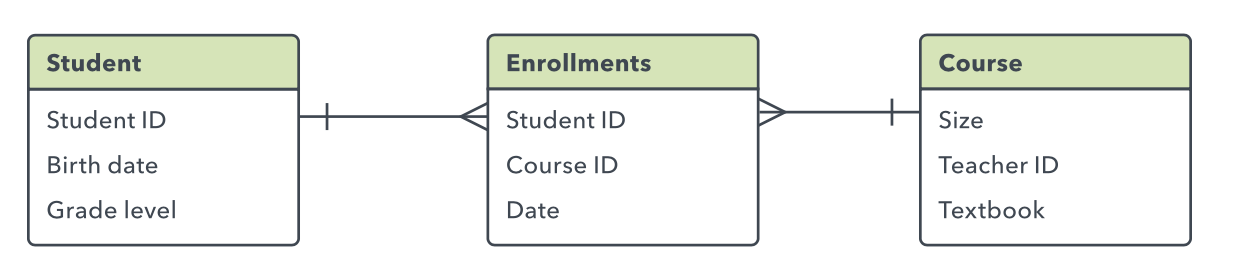 Student
Student ID
Birth date
Grade level
Enrollments
Student ID
Course ID
Date
Course
Size
Teacher ID
Textbook